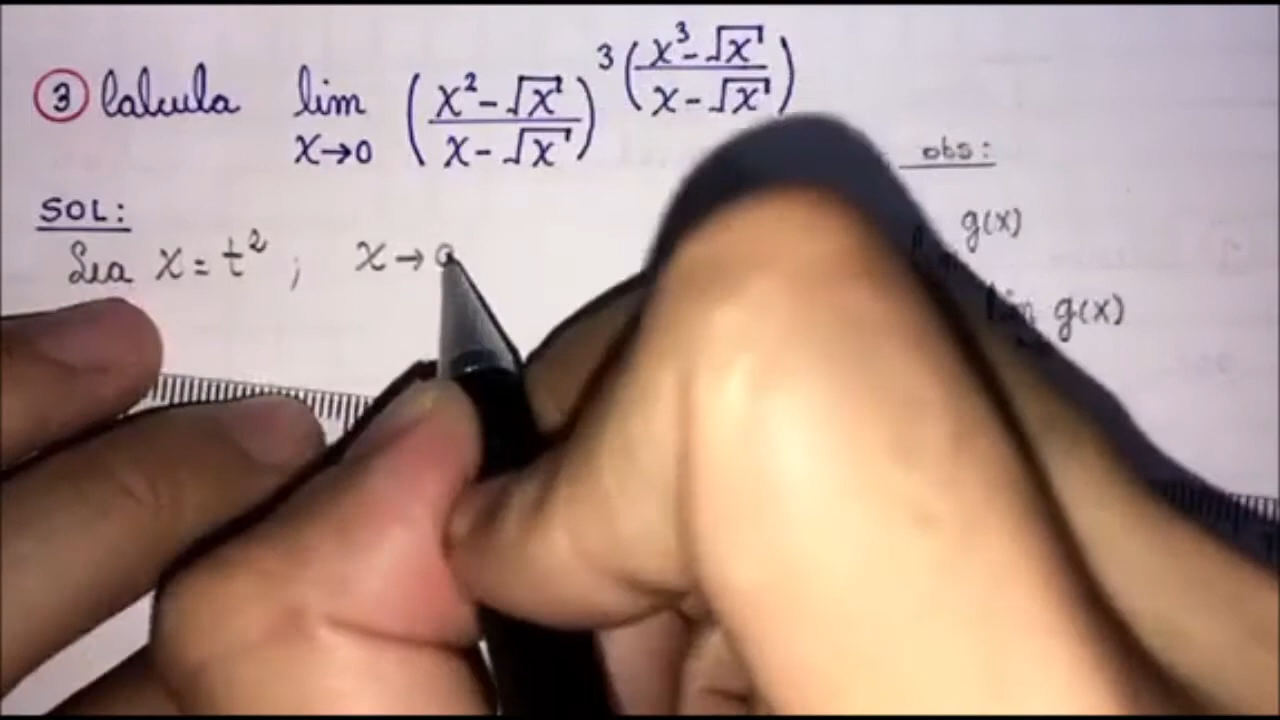 ③ Calcula lim x→0 ((x² - √x)/(x - √x))^(3((x³ - √x)/(x - √x)))
obs:
SOL:
g(x)
Sea x = t² ; x → 0
lim g(x)